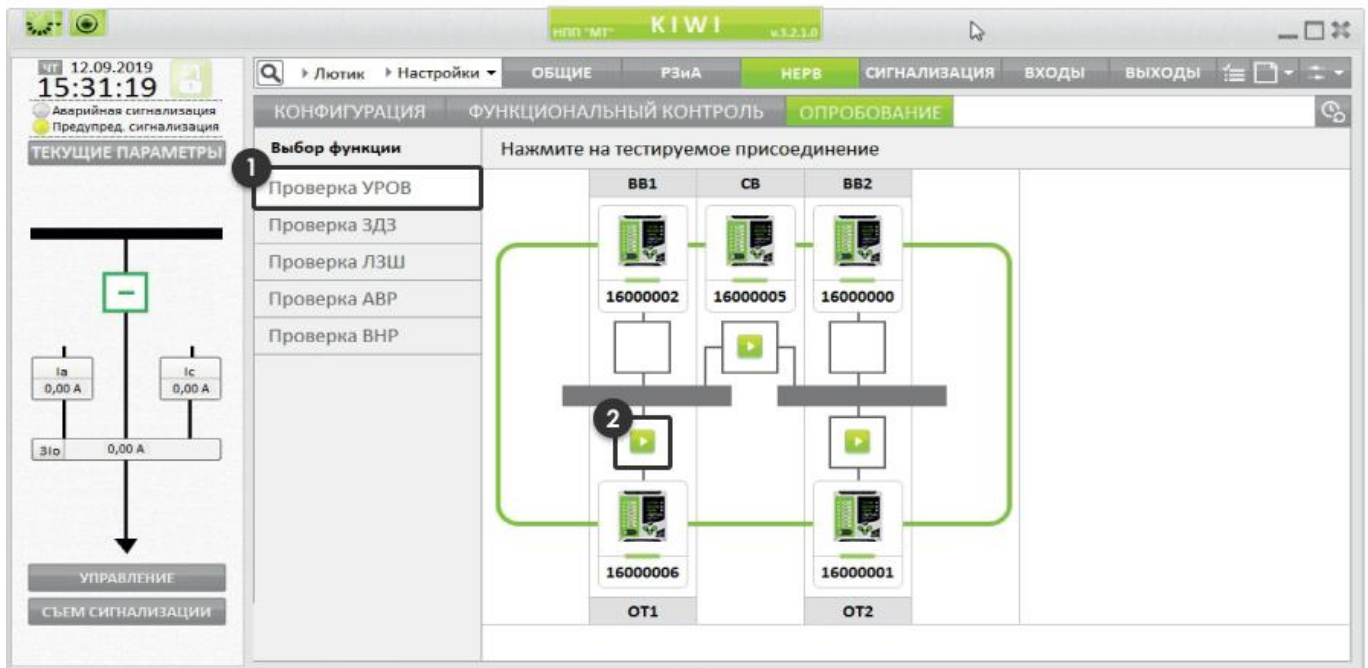 НПП "МТ" KIWI v.3.2.1.0
ЧТ 12.09.2019
15:31:19
Аварийная сигнализация
Предупред. сигнализация
ТЕКУЩИЕ ПАРАМЕТРЫ
Лютик Настройки ОБЩИЕ РЗиА НЕРВ СИГНАЛИЗАЦИЯ ВХОДЫ ВЫХОДЫ
КОНФИГУРАЦИЯ ФУНКЦИОНАЛЬНЫЙ КОНТРОЛЬ ОПРОБОВАНИЕ
Выбор функции
Нажмите на тестируемое присоединение
1
Проверка УРОВ
Проверка ЗДЗ
Проверка ЛЗШ
Проверка АВР
Проверка ВНР
ВВ1 СВ ВВ2
16000002 16000005 16000000
2
16000006 16000001
ОТ1 ОТ2
Ia Ic
0,00 А 0,00 А
3Io 0,00 А
УПРАВЛЕНИЕ
СЪЕМ СИГНАЛИЗАЦИИ